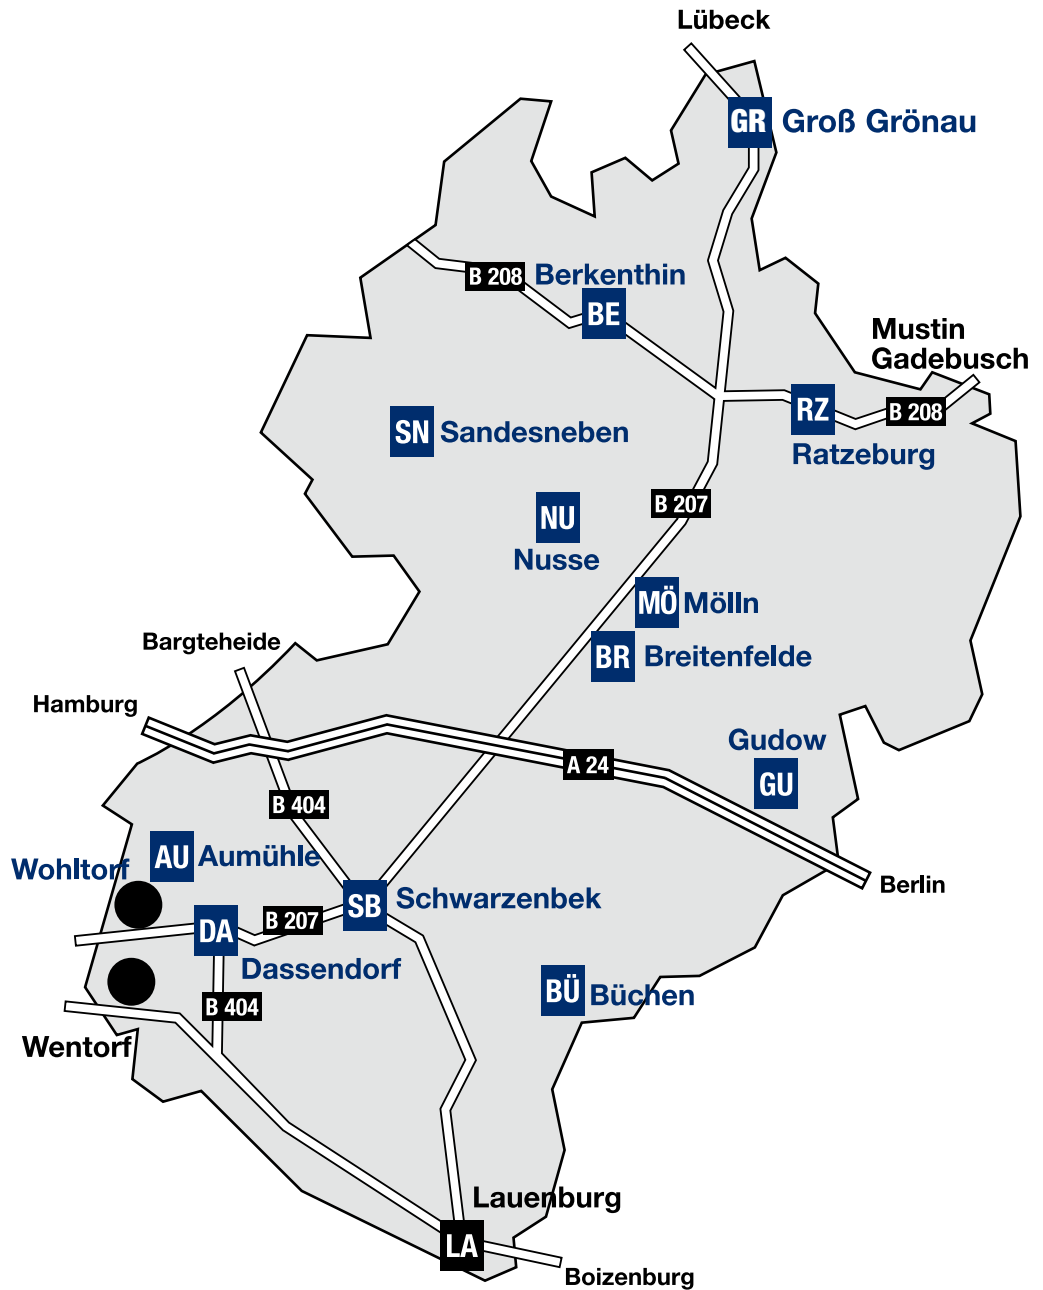 Lübeck
GR Groß Grönau
B 208 Berkenthin
BE
Mustin
Gadebusch
RZ
B 208
SN Sandesneben
Ratzeburg
B 207
NU
Nusse
MÖ Mölln
Bargteheide
BR Breitenfelde
Hamburg
Gudow
A 24
GU
B 404
Wohltorf
AU Aumühle
Berlin
SB Schwarzenbek
B 207
DA
Dassendorf
BÜ Büchen
B 404
Wentorf
Lauenburg
LA
Boizenburg